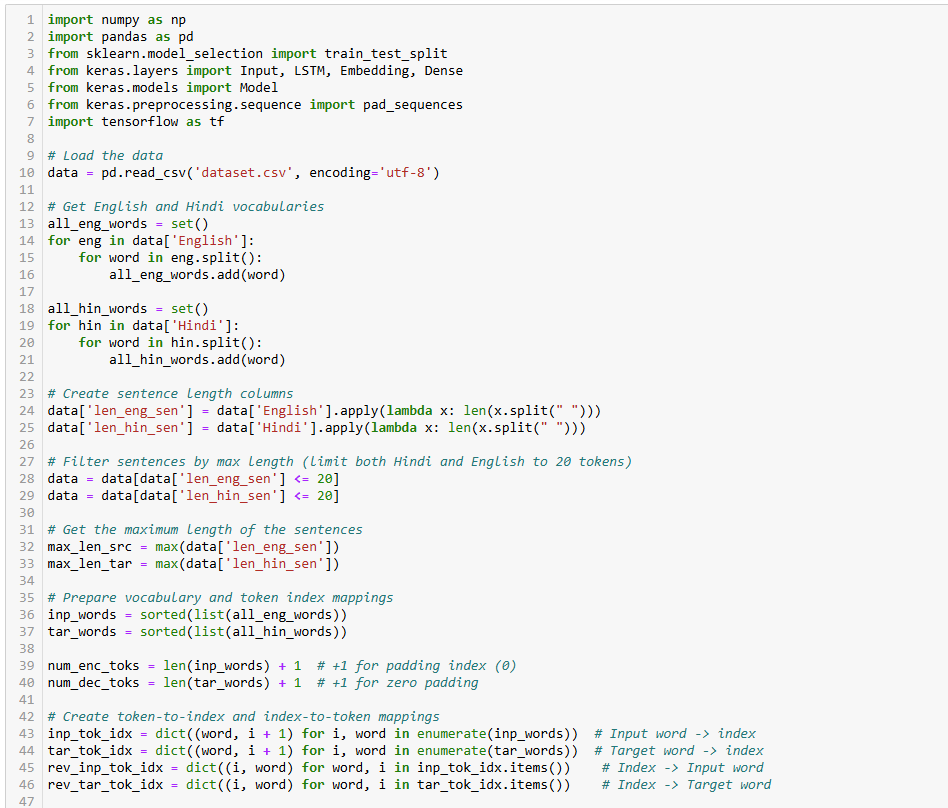 1 import numpy as np
2 import pandas as pd
3 from sklearn.model_selection import train_test_split
4 from keras.layers import Input, LSTM, Embedding, Dense
5 from keras.models import Model
6 from keras.preprocessing.sequence import pad_sequences
7 import tensorflow as tf
8
9 # Load the data
10 data = pd.read_csv('dataset.csv', encoding='utf-8')
11
12 # Get English and Hindi vocabularies
13 all_eng_words = set()
14 for eng in data['English']:
15     for word in eng.split():
16         all_eng_words.add(word)
17
18 all_hin_words = set()
19 for hin in data['Hindi']:
20     for word in hin.split():
21         all_hin_words.add(word)
22
23 # Create sentence length columns
24 data['len_eng_sen'] = data['English'].apply(lambda x: len(x.split(" ")))
25 data['len_hin_sen'] = data['Hindi'].apply(lambda x: len(x.split(" ")))
26
27 # Filter sentences by max length (limit both Hindi and English to 20 tokens)
28 data = data[data['len_eng_sen'] <= 20]
29 data = data[data['len_hin_sen'] <= 20]
30
31 # Get the maximum length of the sentences
32 max_len_src = max(data['len_eng_sen'])
33 max_len_tar = max(data['len_hin_sen'])
34
35 # Prepare vocabulary and token index mappings
36 inp_words = sorted(list(all_eng_words))
37 tar_words = sorted(list(all_hin_words))
38
39 num_enc_toks = len(inp_words) + 1  # +1 for padding index (0)
40 num_dec_toks = len(tar_words) + 1  # +1 for zero padding
41
42 # Create token-to-index and index-to-token mappings
43 inp_tok_idx = dict((word, i + 1) for i, word in enumerate(inp_words))  # Input word -> index
44 tar_tok_idx = dict((word, i + 1) for i, word in enumerate(tar_words))  # Target word -> index
45 rev_inp_tok_idx = dict((i, word) for word, i in inp_tok_idx.items())    # Index -> Input word
46 rev_tar_tok_idx = dict((i, word) for word, i in tar_tok_idx.items())    # Index -> Target word
47